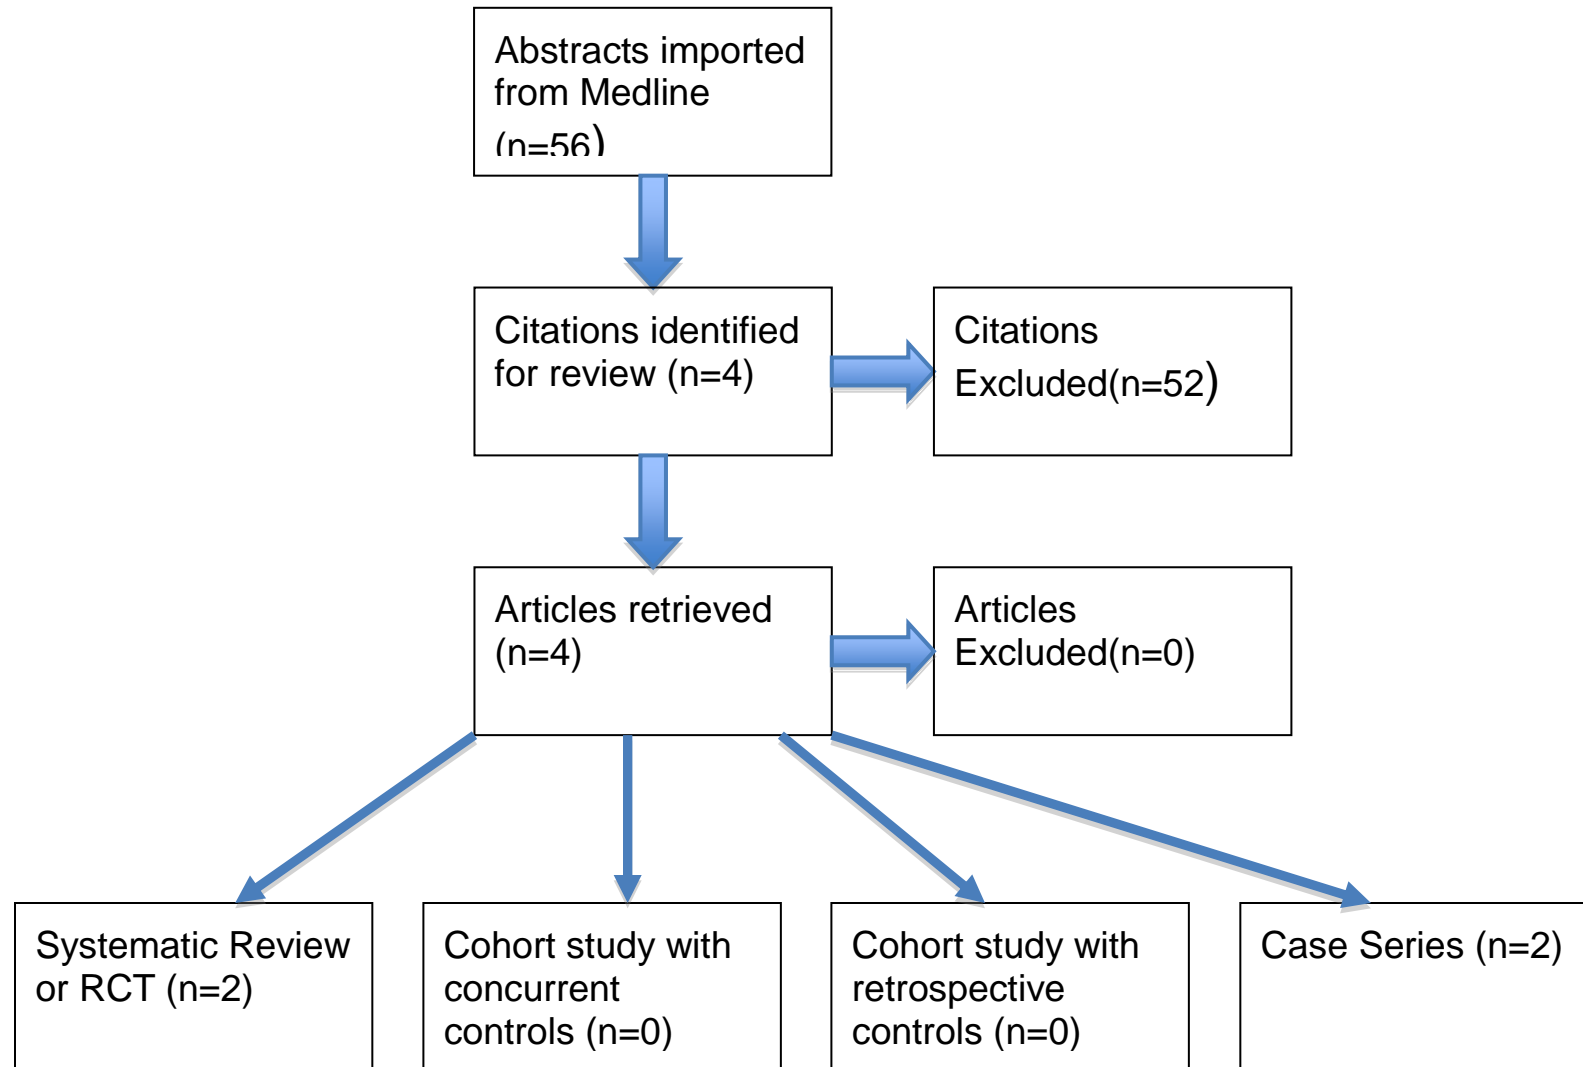 Abstracts imported
from Medline
(n=56)
Citations identified
for review (n=4)
Citations
Excluded(n=52)
Articles retrieved
(n=4)
Articles
Excluded(n=0)
Systematic Review
or RCT (n=2)
Cohort study with
concurrent
controls (n=0)
Cohort study with
retrospective
controls (n=0)
Case Series (n=2)